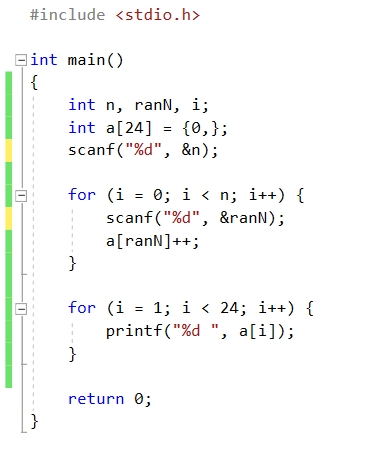 #include <stdio.h>
int main()
{
int n, ranN, i;
int a[24] = {0,};
scanf("%d", &n);
for (i = 0; i < n; i++) {
scanf("%d", &ranN);
a[ranN]++;
}
for (i = 1; i < 24; i++) {
printf("%d ", a[i]);
}
return 0;
}